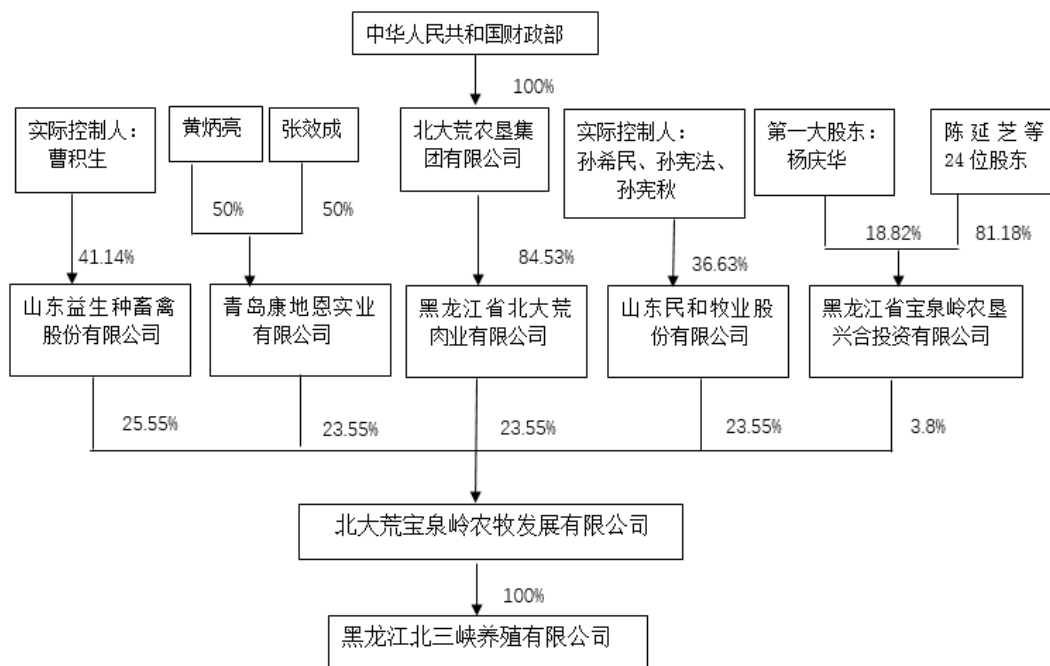 中华人民共和国财政部
100%
实际控制人：
曹积生
黄炳亮
张效成
北大荒农垦集
团有限公司
实际控制人：
孙希民、孙宪法、
孙宪秋
第一大股东：
杨庆华
陈延芝等
24位股东
41.14%
50%
50%
84.53%
36.63%
18.82%
81.18%
山东益生种畜禽
股份有限公司
青岛康地恩实业
有限公司
黑龙江省北大荒
肉业有限公司
山东民和牧业股
份有限公司
黑龙江省宝泉岭农垦
兴合投资有限公司
25.55%
23.55%
23.55%
23.55%
3.8%
北大荒宝泉岭农牧发展有限公司
100%
黑龙江北三峡养殖有限公司